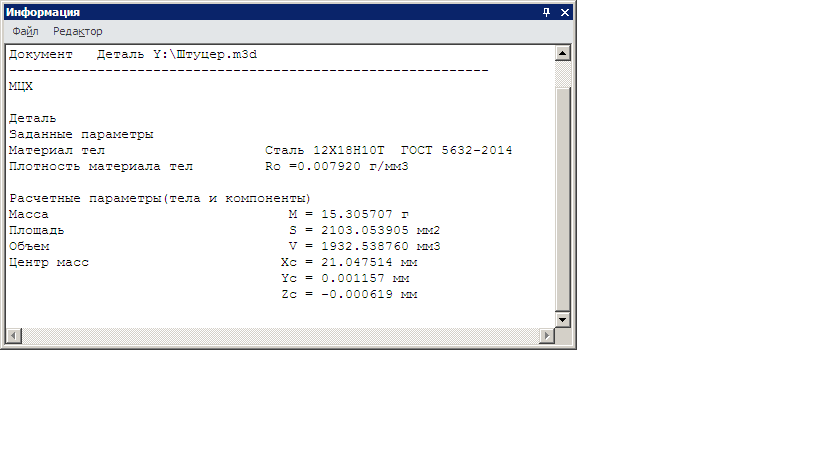 Информация
Файл Редактор
Документ Деталь Y:\Штуцер.m3d
------------------------------------------------------------
МЦХ
Деталь
Заданные параметры
Материал тел Сталь 12Х18Н10Т ГОСТ 5632-2014
Плотность материала тел Ro =0.007920 г/мм3
Расчетные параметры(тела и компоненты)
Масса M = 15.305707 г
Площадь S = 2103.053905 мм2
Объем V = 1932.538760 мм3
Центр масс Xc = 21.047514 мм
Yc = 0.001157 мм
Zc = -0.000619 мм